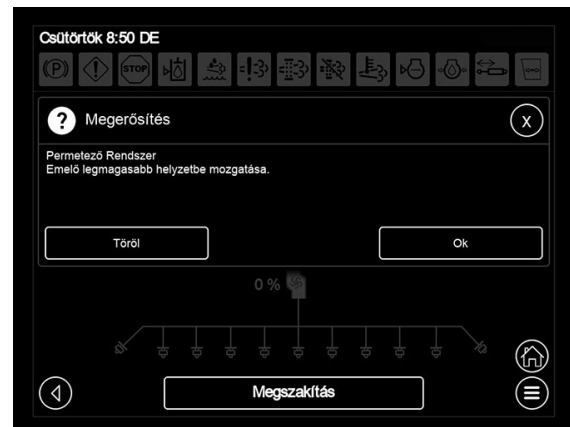 Csütörtök 8:50 DE
(P) STOP
? Megerősítés X
Permetező Rendszer
Emelő legmagasabb helyzetbe mozgatása.
Töröl Ok
0 %
Megszakítás